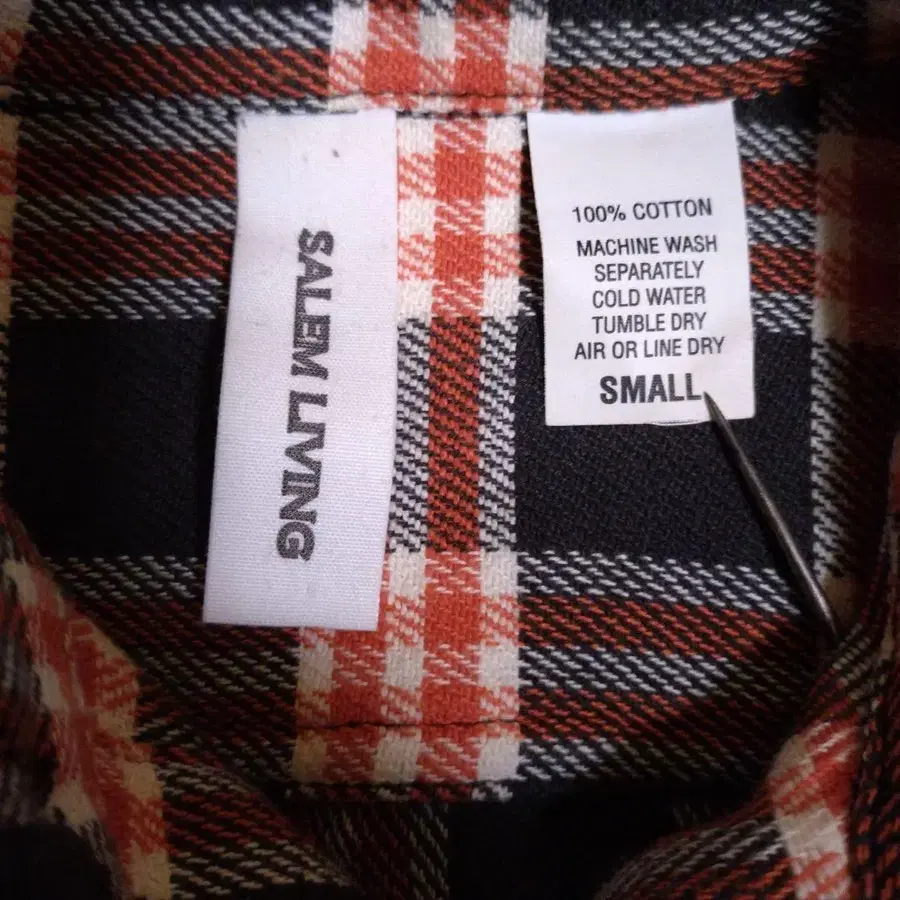 SALEM LIVING
100% COTTON
MACHINE WASH
SEPARATELY
COLD WATER
TUMBLE DRY
AIR OR LINE DRY
SMALL